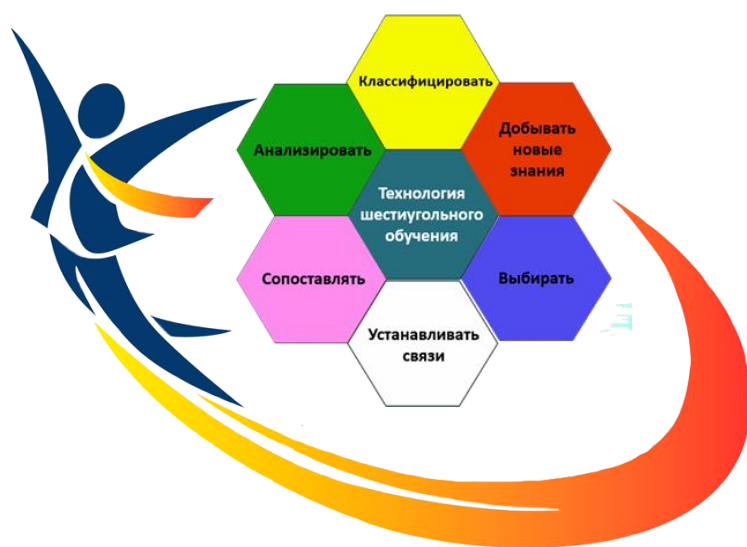 Классифицировать
Добывать
новые
знания
Анализировать
Технология
шестиугольного
обучения
Сопоставлять
Выбирать
Устанавливать
связи